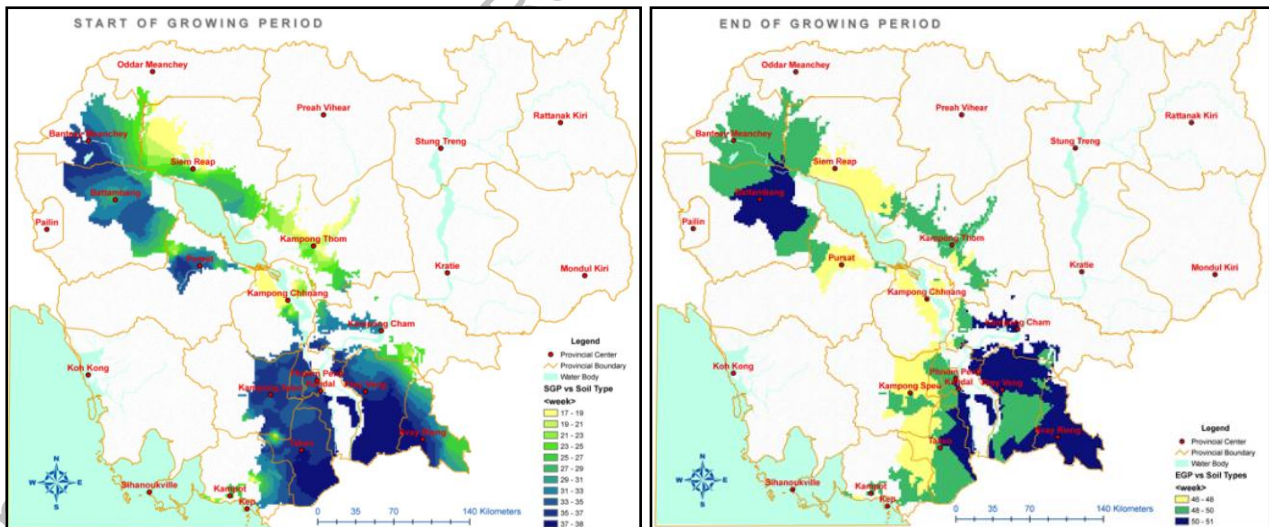 START OF GROWING PERIOD
Oddar Meanchey
Preah Vihear
Rattanak Kiri
Banteay Meanchey
Stung Treng
Siem Reap
Battambang
Pailin
Kampong Thom
Pursat
Kratie
Mondul Kiri
Kampong Chhnang
Kampong Cham
Koh Kong
Phnom Penh
Kampong Speu
Kandal
Prey Veng
Svay Rieng
Takeo
Sihanoukville
Kampot
Kep
N
W E
S
0 35 70 140 Kilometers
Legend
Provincial Center
Provincial Boundary
Water Body
SGP vs Soil Type
<week>
17 - 19
19 - 21
21 - 23
23 - 25
25 - 27
27 - 29
29 - 31
31 - 33
33 - 35
35 - 37
37 - 38
END OF GROWING PERIOD
Oddar Meanchey
Preah Vihear
Rattanak Kiri
Banteay Meanchey
Stung Treng
Siem Reap
Battambang
Pailin
Kampong Thom
Pursat
Kratie
Mondul Kiri
Kampong Chhnang
Kampong Cham
Koh Kong
Phnom Penh
Kampong Speu
Kandal
Prey Veng
Svay Rieng
Takeo
Sihanoukville
Kampot
Kep
N
W E
S
0 35 70 140 Kilometers
Legend
Provincial Center
Provincial Boundary
Water Body
EGP vs Soil Types
<week>
46 - 48
48 - 50
50 - 51